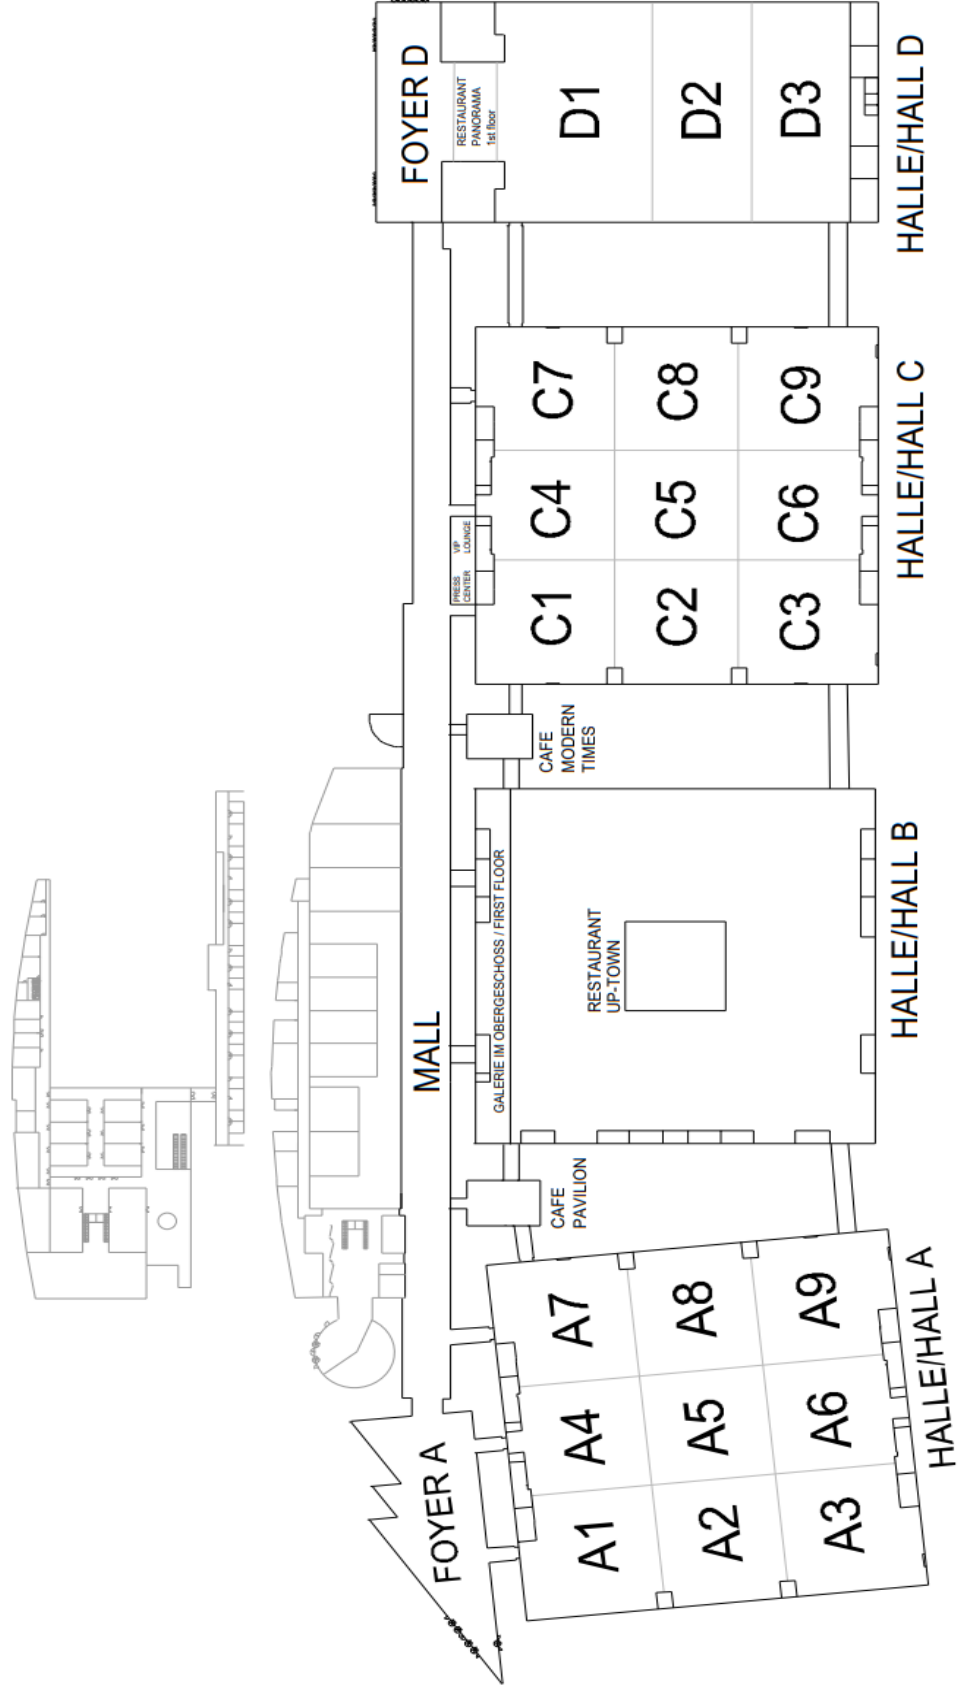 FOYER A
MALL
FOYER D
RESTAURANT
PANORAMA
1st floor
A1
A4
A7
A2
A5
A8
A3
A6
A9
HALLE/HALL A
CAFE
PAVILION
GALERIE IM OBERGESCHOSS / FIRST FLOOR
RESTAURANT
UP-TOWN
HALLE/HALL B
CAFE
MODERN
TIMES
PRESS
CENTER
VIP
LOUNGE
C1
C4
C7
C2
C5
C8
C3
C6
C9
HALLE/HALL C
D1
D2
D3
HALLE/HALL D